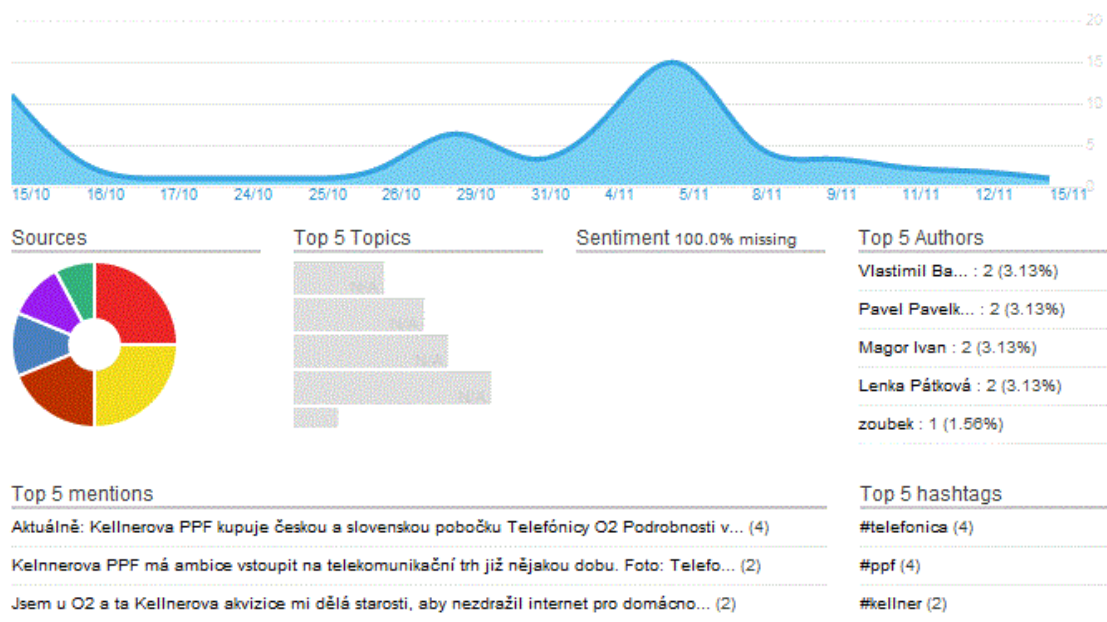 20
15
10
5
0
15/10 16/10 17/10 24/10 25/10 26/10 29/10 31/10 4/11 5/11 8/11 9/11 11/11 12/11 15/11
Sources
Top 5 Topics
N/A
N/A
N/A
N/A
Sentiment 100.0% missing
Top 5 Authors
Vlastimil Ba... : 2 (3.13%)
Pavel Pavelk... : 2 (3.13%)
Magor Ivan : 2 (3.13%)
Lenka Pátková : 2 (3.13%)
zoubek : 1 (1.56%)
Top 5 mentions
Aktuálně: Kellnerova PPF kupuje českou a slovenskou pobočku Telefónicy O2 Podrobnosti v... (4)
Kelnnerova PPF má ambice vstoupit na telekomunikační trh již nějakou dobu. Foto: Telefo... (2)
Jsem u O2 a ta Kellnerova akvizice mi dělá starosti, aby nezdražil internet pro domácno... (2)
Top 5 hashtags
#telefonica (4)
#ppf (4)
#kellner (2)